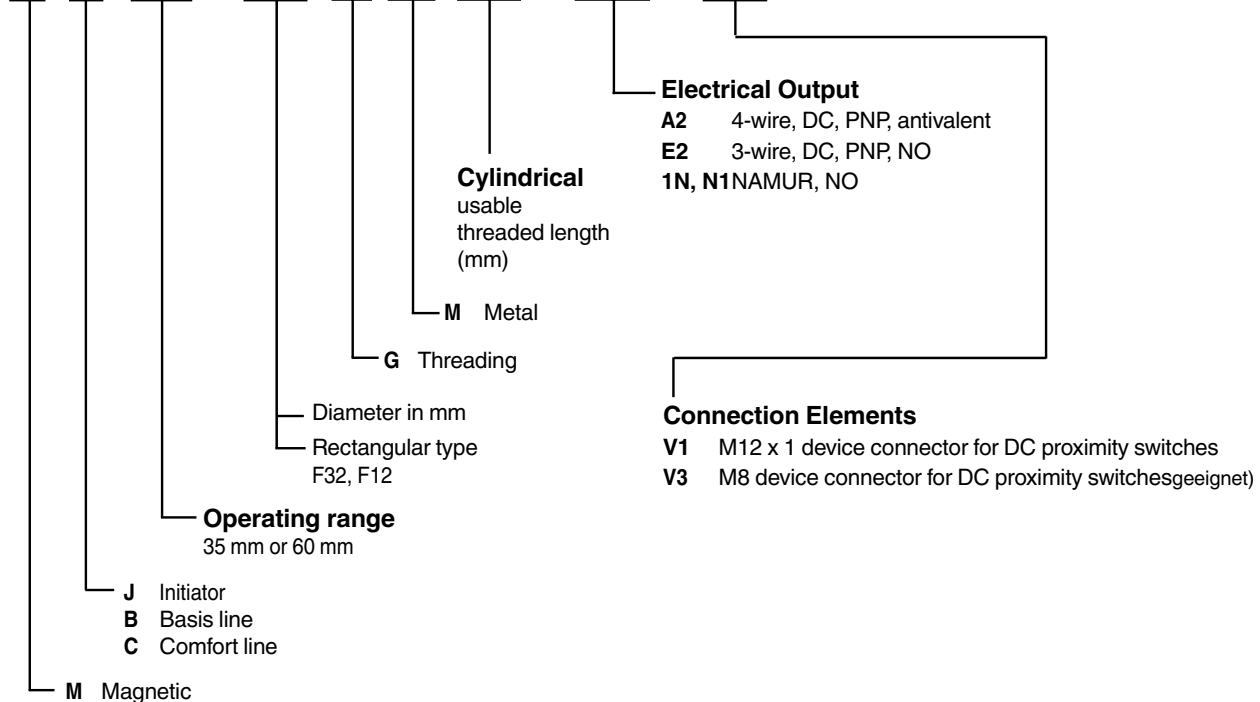 Electrical Output
A2 4-wire, DC, PNP, antivalent
E2 3-wire, DC, PNP, NO
1N, N1NAMUR, NO
Cylindrical
usable
threaded length
(mm)
M Metal
G Threading
Diameter in mm
Rectangular type
F32, F12
Connection Elements
V1 M12 x 1 device connector for DC proximity switches
V3 M8 device connector for DC proximity switchesgeeignet)
Operating range
35 mm or 60 mm
J Initiator
B Basis line
C Comfort line
M Magnetic